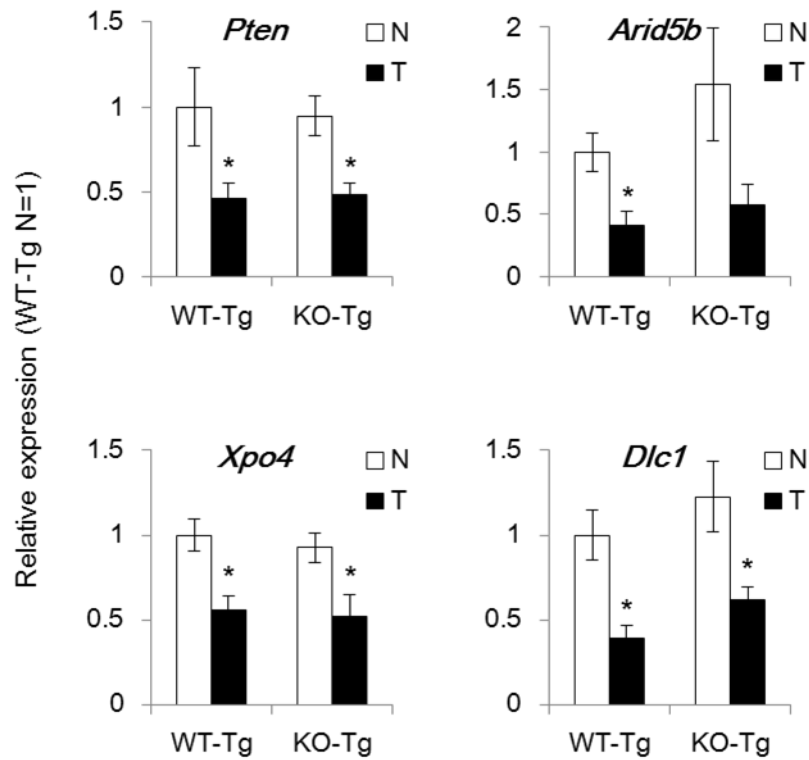 Relative expression (WT-Tg N=1)
Pten
N
T
1.5
1
0.5
0
*
*
WT-Tg KO-Tg
Arid5b
N
T
2
1.5
1
0.5
0
*
WT-Tg KO-Tg
Xpo4
N
T
1.5
1
0.5
0
*
*
WT-Tg KO-Tg
Dlc1
N
T
1.5
1
0.5
0
*
*
WT-Tg KO-Tg